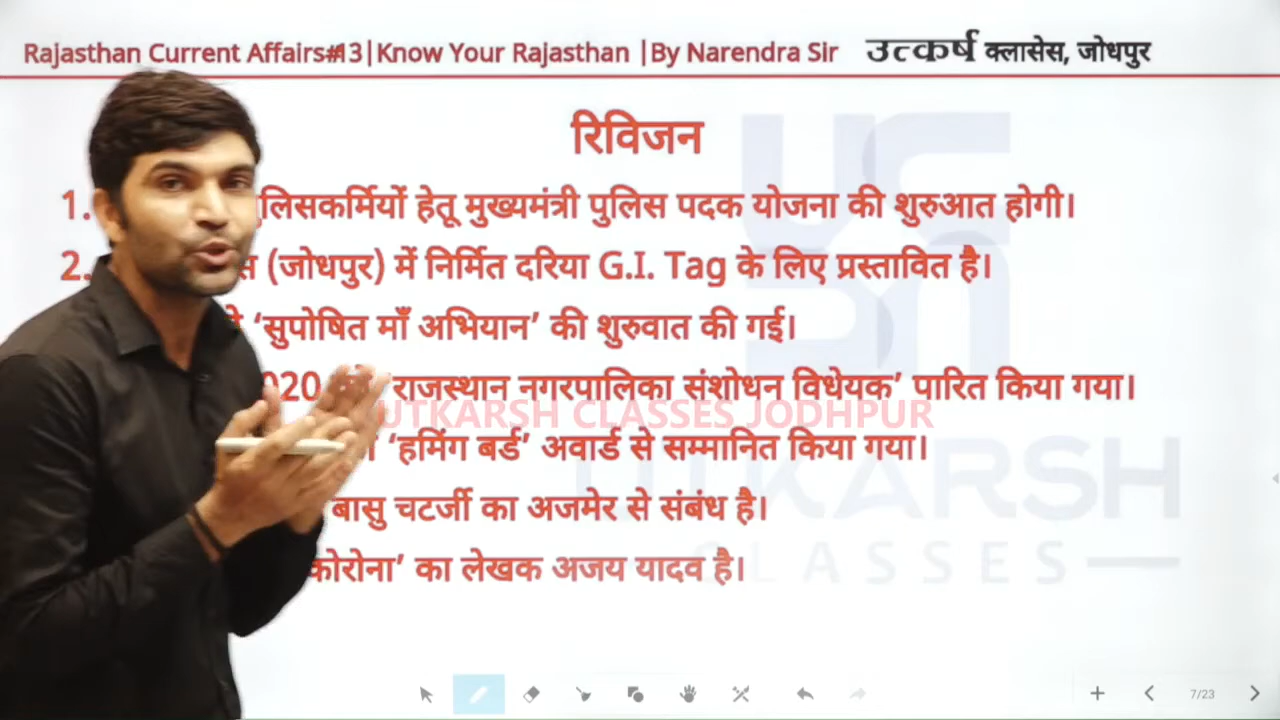 Rajasthan Current Affairs#13|Know Your Rajasthan |By Narendra Sir उत्कर्ष क्लासेस, जोधपुर
रिविजन
1. पुलिसकर्मियों हेतू मुख्यमंत्री पुलिस पदक योजना की शुरुआत होगी।
2. (जोधपुर) में निर्मित दरिया G.I. Tag के लिए प्रस्तावित है।
‘सुपोषित माँ अभियान’ की शुरुवात की गई।
‘राजस्थान नगरपालिका संशोधन विधेयक’ पारित किया गया।
UTKARSH CLASSES JODHPUR
‘हमिंग बर्ड’ अवार्ड से सम्मानित किया गया।
UTKARSH
बासु चटर्जी का अजमेर से संबंध है।
CLASSES
कोरोना’ का लेखक अजय यादव है।
7/23